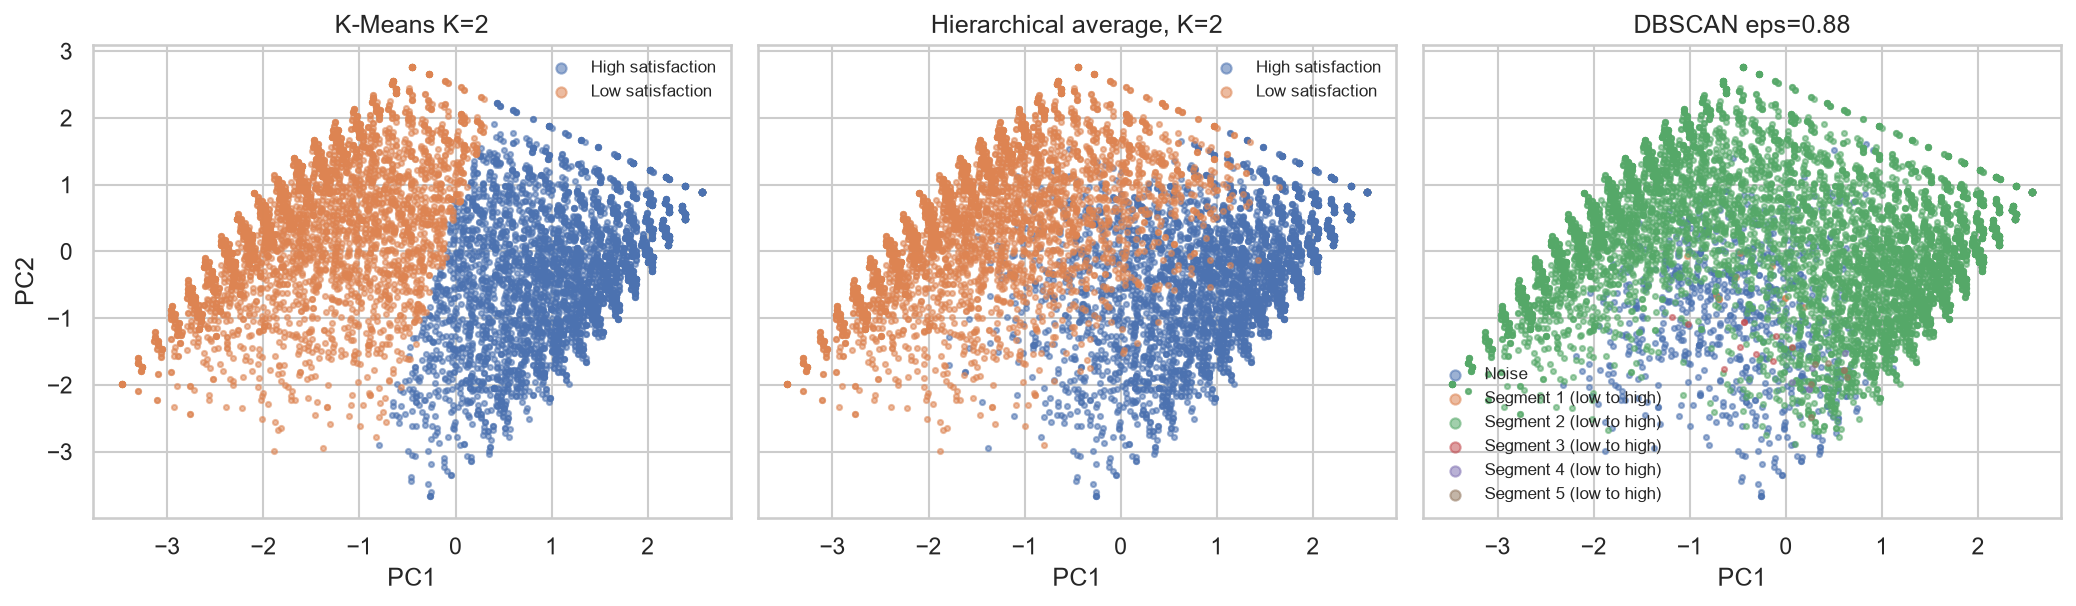 K-Means K=2
High satisfaction
Low satisfaction
3
2
1
0
−1
−2
−3
PC2
−3 −2 −1 0 1 2
PC1
Hierarchical average, K=2
High satisfaction
Low satisfaction
−3 −2 −1 0 1 2
PC1
DBSCAN eps=0.88
Noise
Segment 1 (low to high)
Segment 2 (low to high)
Segment 3 (low to high)
Segment 4 (low to high)
Segment 5 (low to high)
−3 −2 −1 0 1 2
PC1